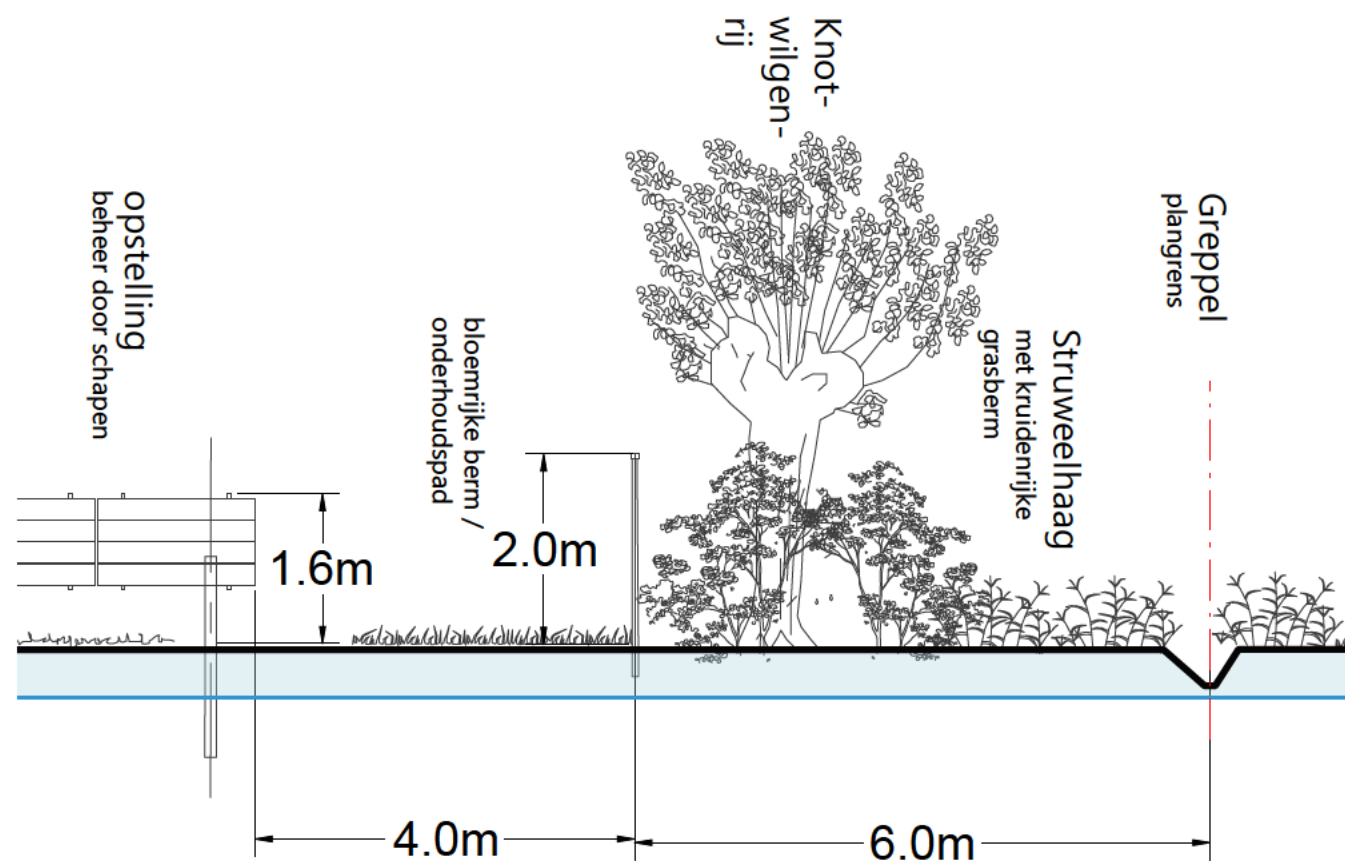 Knot-
wilgen-
rij
opstelling
beheer door schapen
bloemrijke berm /
onderhoudspad
Struweelhaag
met kruidenrijke
grasberm
Greppel
plangrens
1.6m
2.0m
4.0m
6.0m